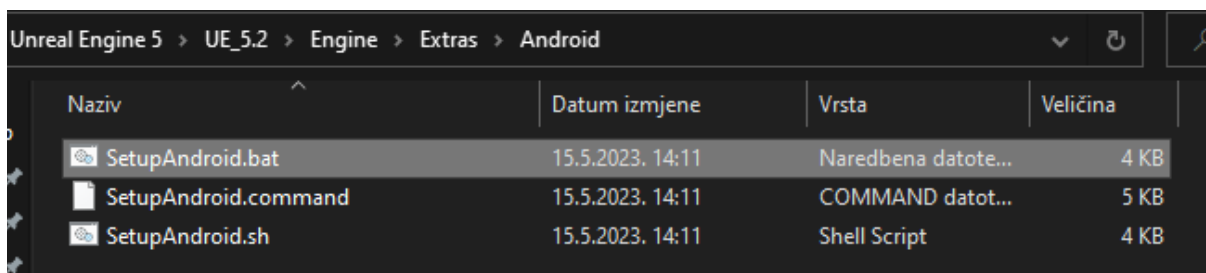 Unreal Engine 5 > UE_5.2 > Engine > Extras > Android
Naziv Datum izmjene Vrsta Veličina
SetupAndroid.bat 15.5.2023. 14:11 Naredbena datote... 4 KB
SetupAndroid.command 15.5.2023. 14:11 COMMAND datot... 5 KB
SetupAndroid.sh 15.5.2023. 14:11 Shell Script 4 KB